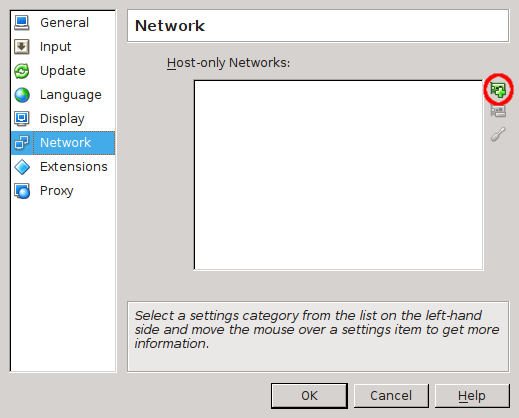 General
Input
Update
Language
Display
Network
Extensions
Proxy
Network
Host-only Networks:
Select a settings category from the list on the left-hand
side and move the mouse over a settings item to get more
information.
OK
Cancel
Help